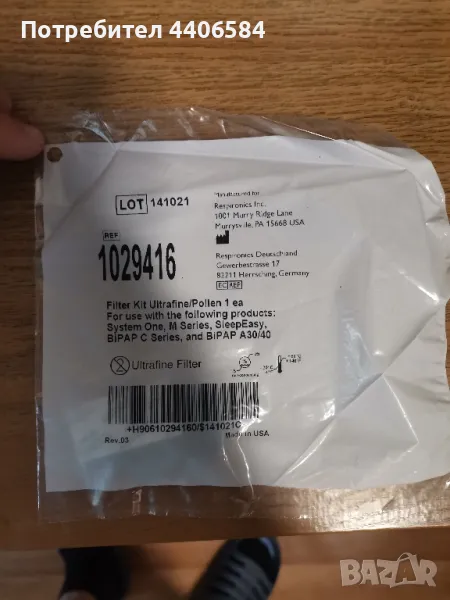 Потребител 4406584
LOT 141021
Manufactured for
Respironics Inc.
1001 Murry Ridge Lane
Murrysville, PA 15668 USA
REF
1029416
Respironics Deutschland
Gewerbestrasse 17
82211 Herrsching, Germany
EC REP
Filter Kit Ultrafine/Pollen 1 ea
For use with the following products:
System One, M Series, SleepEasy,
BiPAP C Series, and BiPAP A30/40
Ultrafine Filter
+H90610294160/$141021C
Rev.03
Made in USA
BAZAR